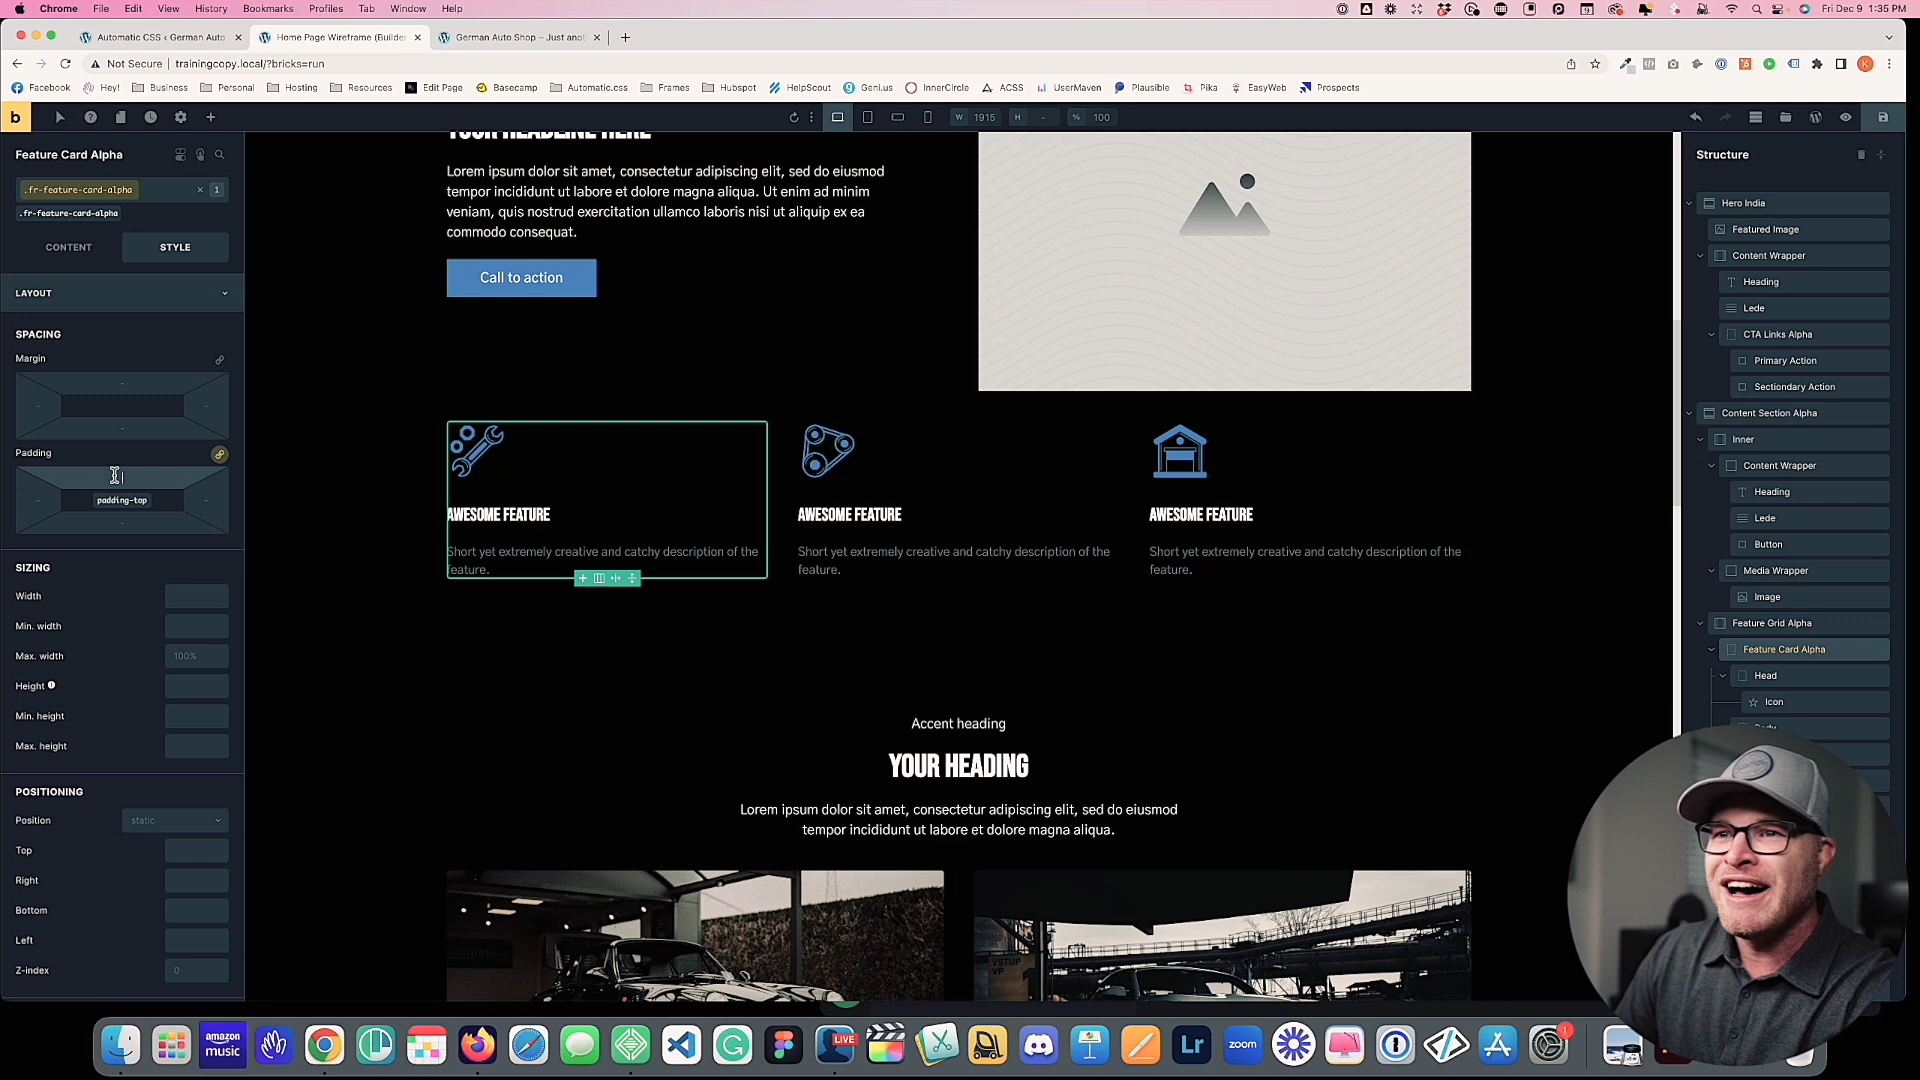 Chrome File Edit View History Bookmarks Profiles Tab Window Help
Fri Dec 9 1:35 PM
Automatic CSS ‹ German Auto
Home Page Wireframe (Builder
German Auto Shop – Just anot
Not Secure trainingcopy.local/?bricks=run
K
Facebook Hey! Business Personal Hosting Resources Edit Page Basecamp Automatic.css Frames Hubspot HelpScout Geni.us InnerCircle ACSS UserMaven Plausible Pika EasyWeb Prospects
b
W 1915 H - % 100
Feature Card Alpha
.fr-feature-card-alpha × 1
.fr-feature-card-alpha
CONTENT STYLE
LAYOUT
SPACING
Margin
Padding
padding-top
SIZING
Width
Min. width
Max. width 100%
Height
Min. height
Max. height
POSITIONING
Position static
Top
Right
Bottom
Left
Z-index 0
YOUR HEADLINE HERE
Lorem ipsum dolor sit amet, consectetur adipiscing elit, sed do eiusmod
tempor incididunt ut labore et dolore magna aliqua. Ut enim ad minim
veniam, quis nostrud exercitation ullamco laboris nisi ut aliquip ex ea
commodo consequat.
Call to action
AWESOME FEATURE
Short yet extremely creative and catchy description of the
feature.
AWESOME FEATURE
Short yet extremely creative and catchy description of the
feature.
AWESOME FEATURE
Short yet extremely creative and catchy description of the
feature.
Accent heading
YOUR HEADING
Lorem ipsum dolor sit amet, consectetur adipiscing elit, sed do eiusmod
tempor incididunt ut labore et dolore magna aliqua.
VSTUP
VP
Structure
Hero India
Featured Image
Content Wrapper
Heading
Lede
CTA Links Alpha
Primary Action
Sectiondary Action
Content Section Alpha
Inner
Content Wrapper
Heading
Lede
Button
Media Wrapper
Image
Feature Grid Alpha
Feature Card Alpha
Head
Icon
amazon
music
LIVE
Lr
zoom
1